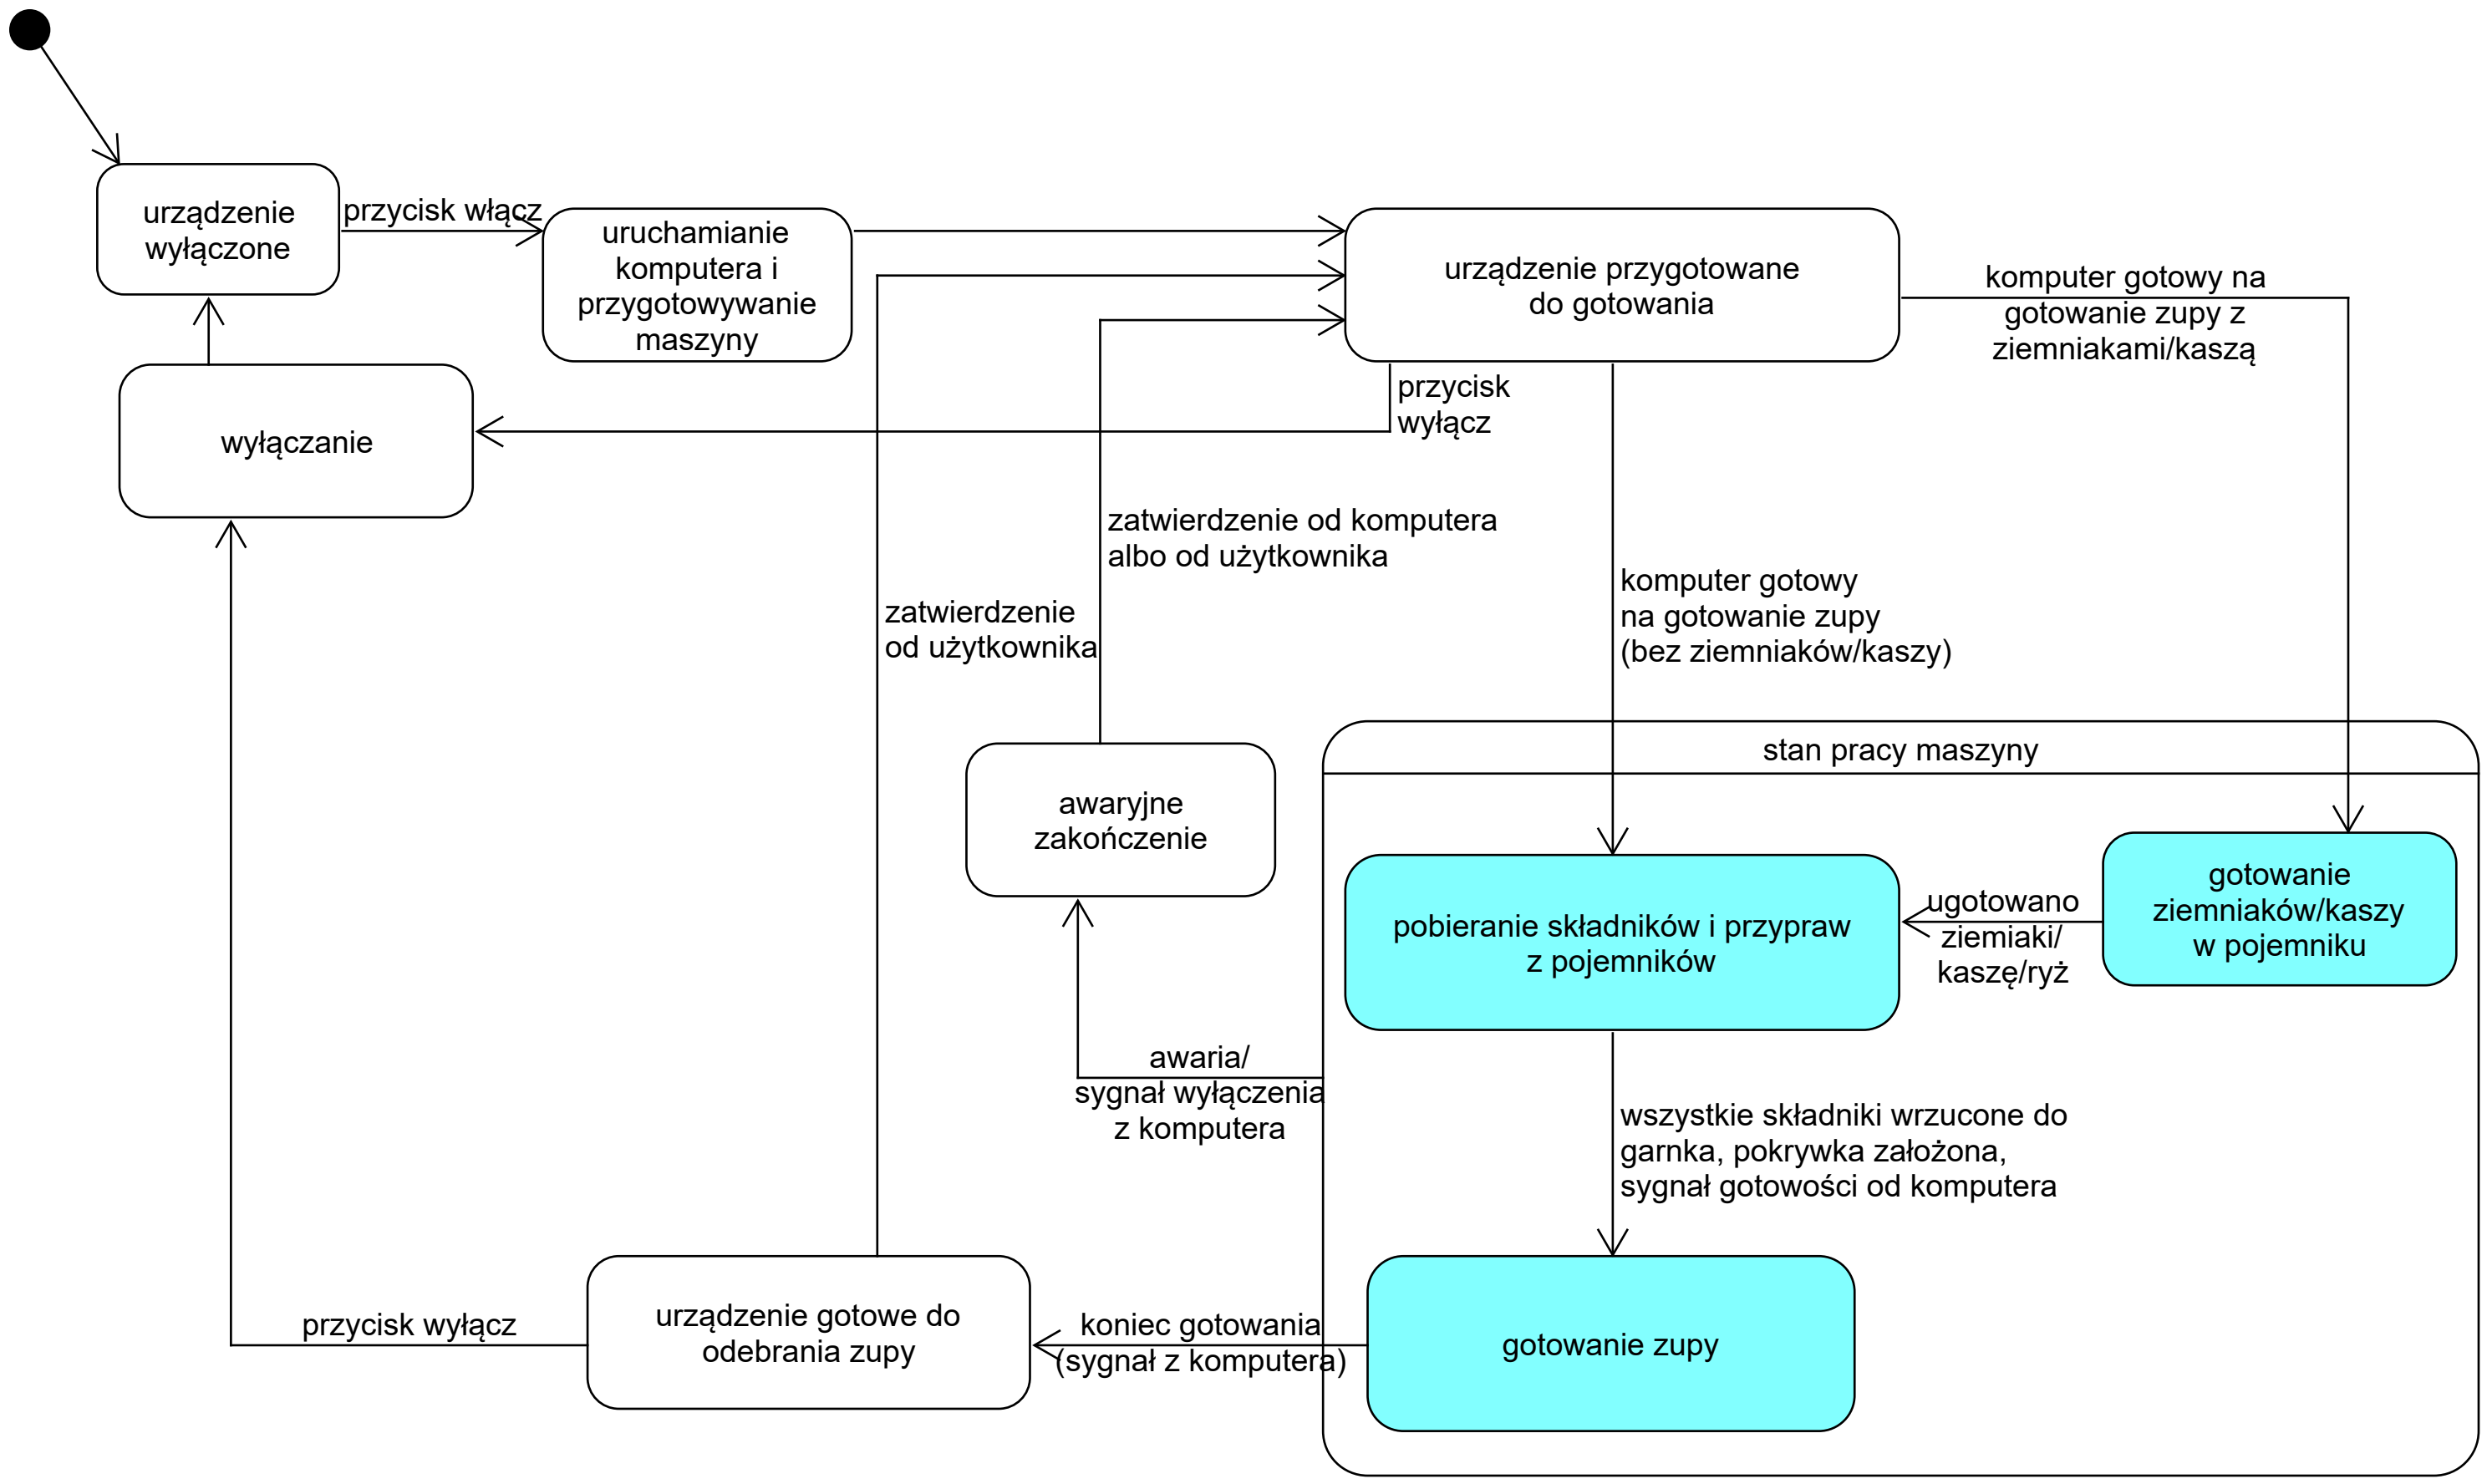 urządzenie
wyłączone
przycisk włącz
uruchamianie
komputera i
przygotowywanie
maszyny
urządzenie przygotowane
do gotowania
komputer gotowy na
gotowanie zupy z
ziemniakami/kaszą
wyłączanie
przycisk
wyłącz
zatwierdzenie od komputera
albo od użytkownika
zatwierdzenie
od użytkownika
komputer gotowy
na gotowanie zupy
(bez ziemniaków/kaszy)
stan pracy maszyny
awaryjne
zakończenie
pobieranie składników i przypraw
z pojemników
ugotowano
ziemiaki/
kaszę/ryż
gotowanie
ziemniaków/kaszy
w pojemniku
awaria/
sygnał wyłączenia
z komputera
wszystkie składniki wrzucone do
garnka, pokrywka założona,
sygnał gotowości od komputera
przycisk wyłącz
urządzenie gotowe do
odebrania zupy
koniec gotowania
(sygnał z komputera)
gotowanie zupy